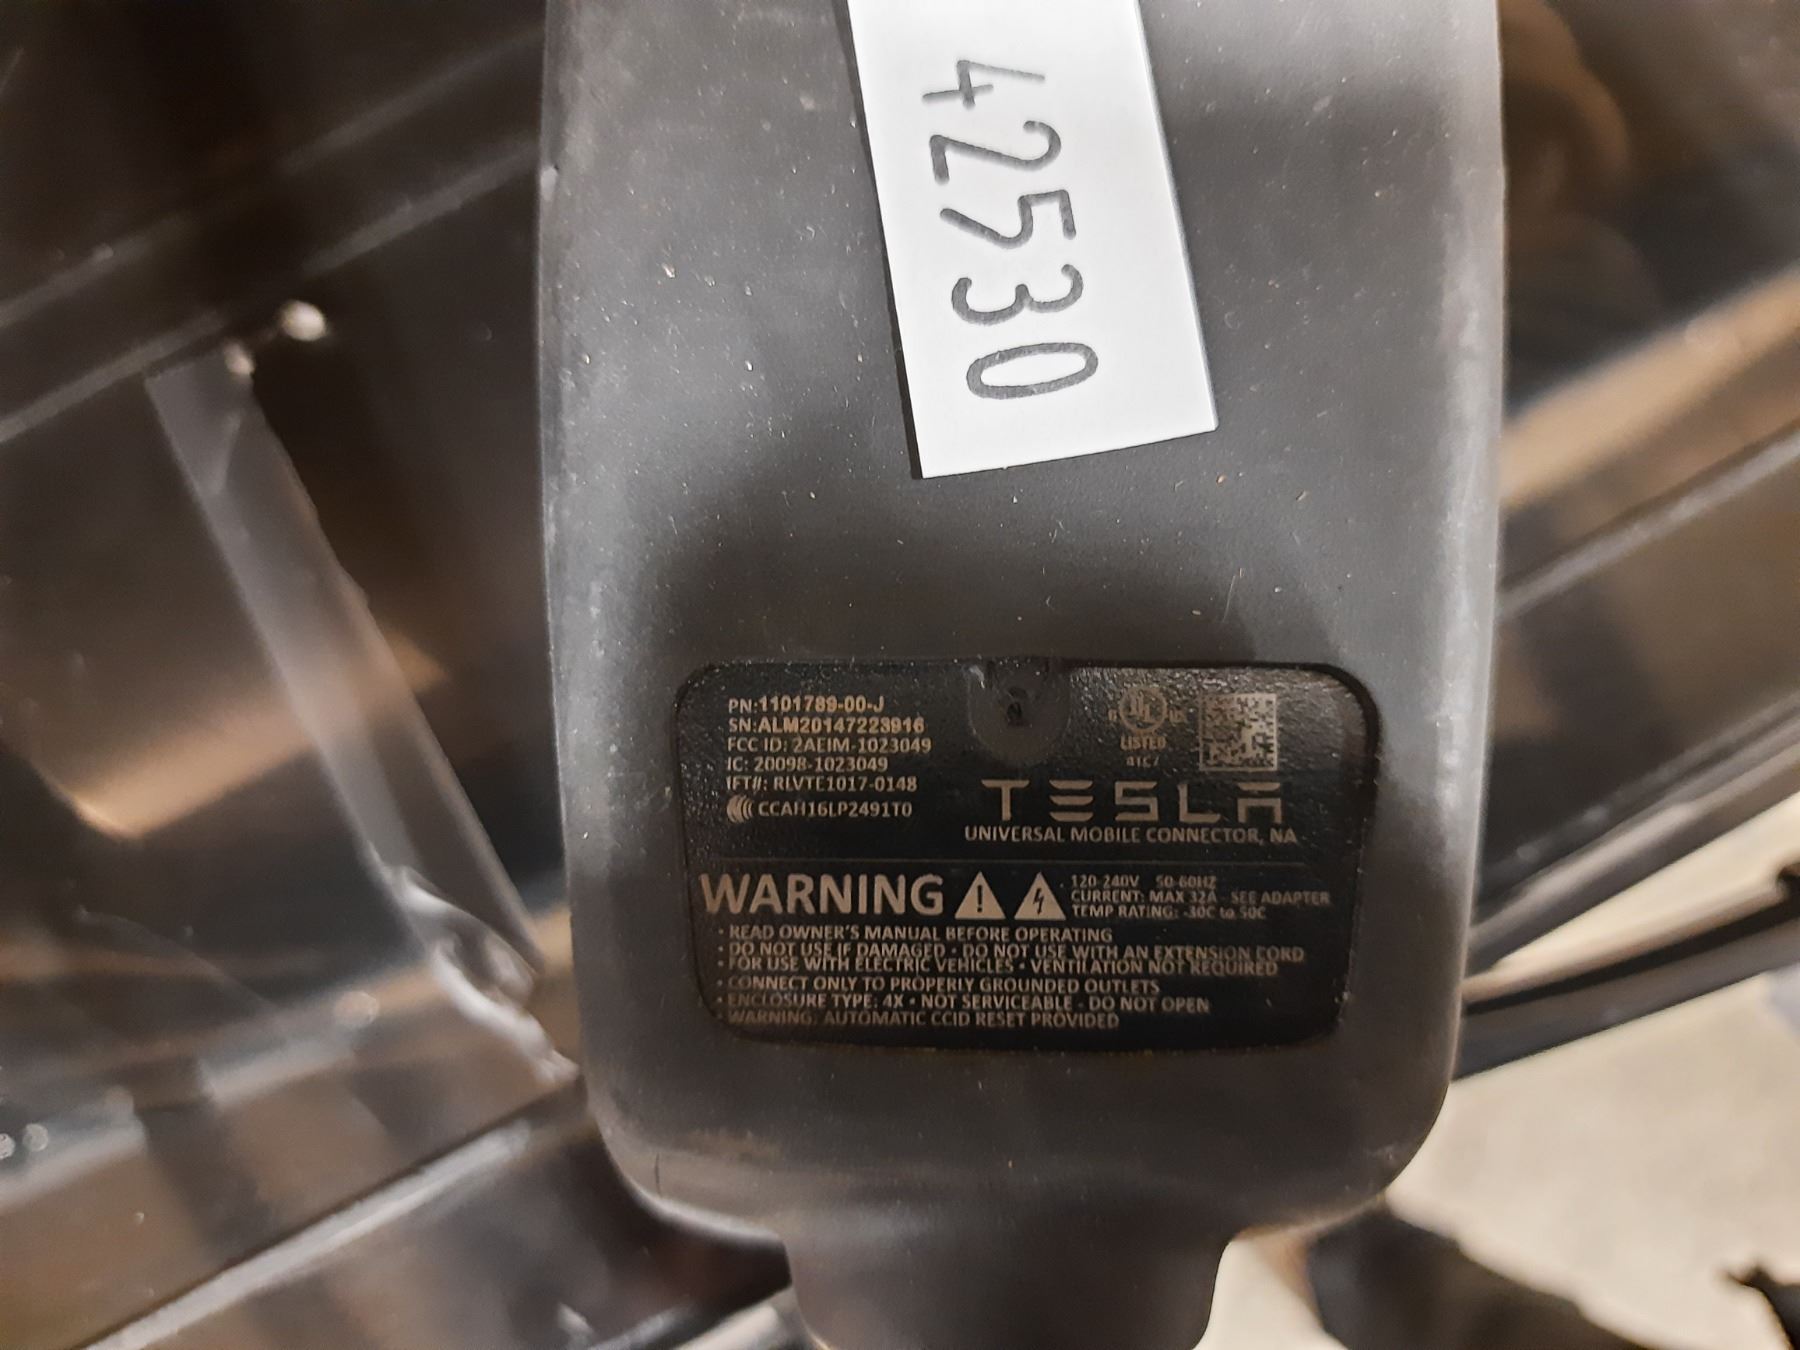 42530
PN:1101789-00-J
SN:ALM20147223916
FCC ID: 2AEIM-1023049
IC: 20098-1023049
IFT#: RLVTE1017-0148
CCAH16LP2491T0
UL
LISTED
TESLA
UNIVERSAL MOBILE CONNECTOR, NA
WARNING
120-240V 50-60HZ
CURRENT: MAX 32A - SEE ADAPTER
TEMP RATING: -30C to 50C
• READ OWNER'S MANUAL BEFORE OPERATING
• DO NOT USE IF DAMAGED • DO NOT USE WITH AN EXTENSION CORD
• FOR USE WITH ELECTRIC VEHICLES • VENTILATION NOT REQUIRED
• CONNECT ONLY TO PROPERLY GROUNDED OUTLETS
• ENCLOSURE TYPE: 4X • NOT SERVICEABLE - DO NOT OPEN
• WARNING: AUTOMATIC CCID RESET PROVIDED